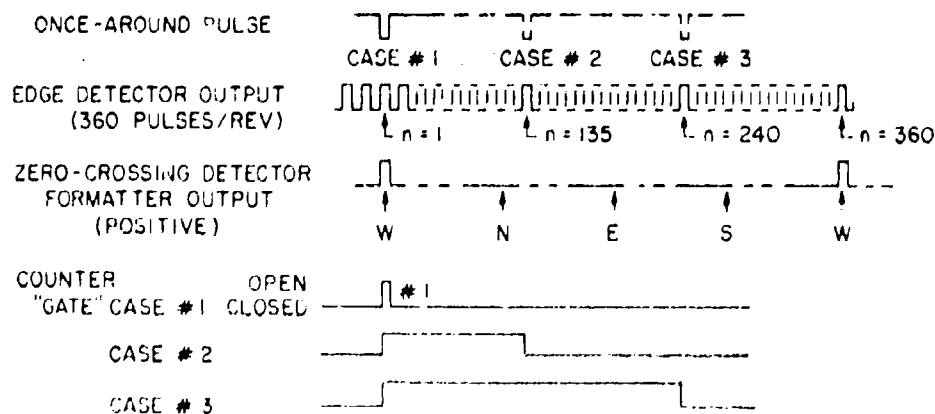 ONCE-AROUND PULSE
CASE # 1 CASE # 2 CASE # 3
EDGE DETECTOR OUTPUT
(360 PULSES/REV)
n = 1 n = 135 n = 240 n = 360
ZERO-CROSSING DETECTOR
FORMATTER OUTPUT
(POSITIVE)
W N E S W
COUNTER OPEN
"GATE" CASE # 1 CLOSED
# 1
CASE # 2
CASE # 3